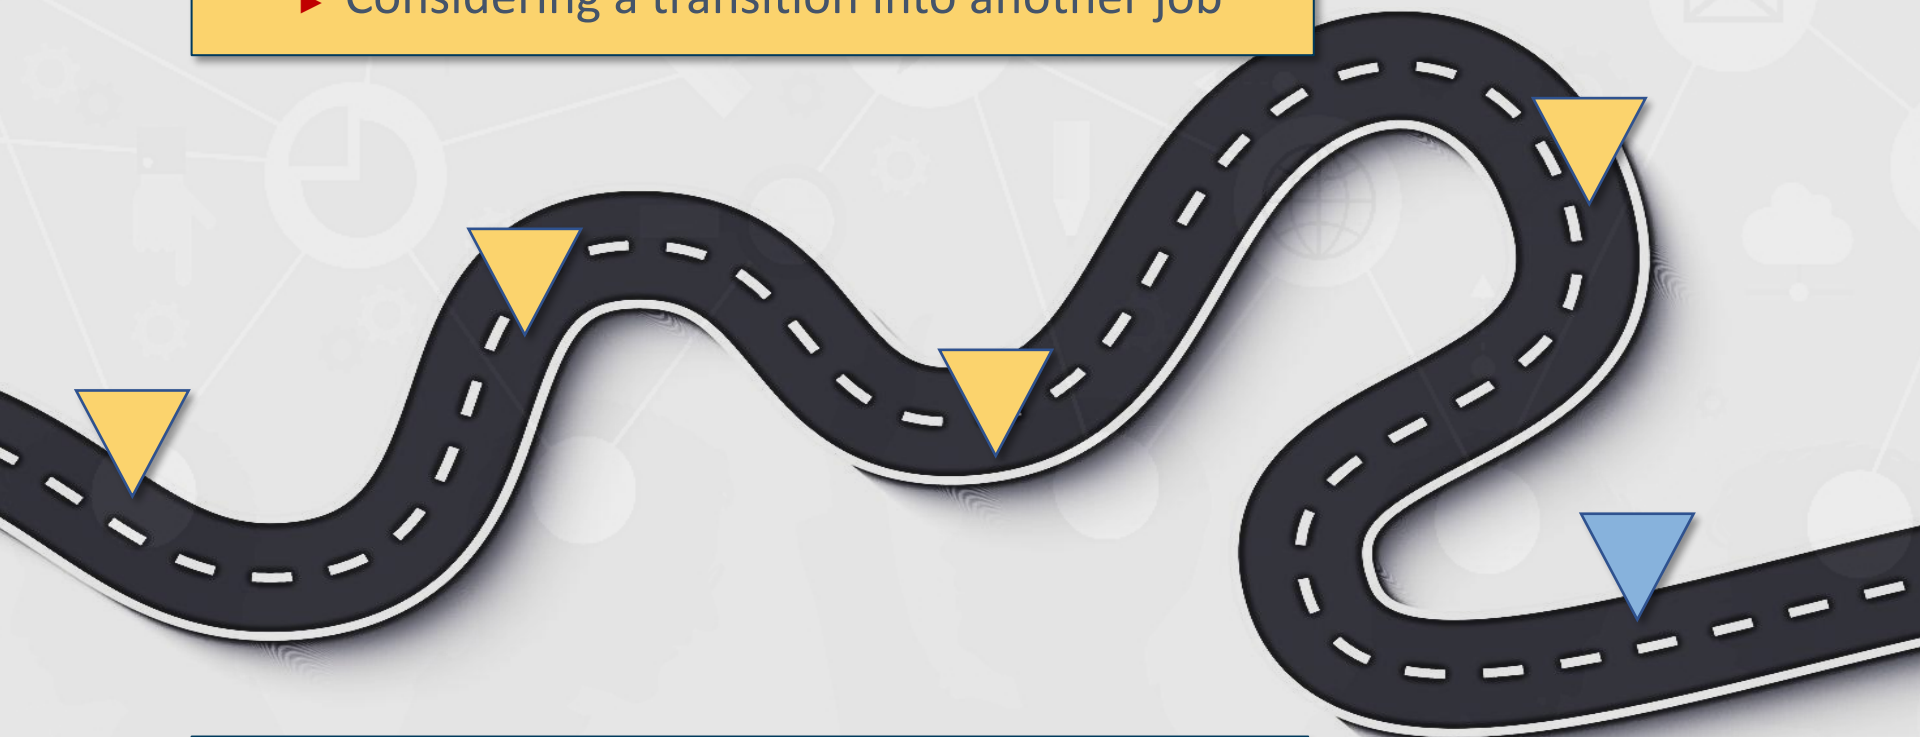 ► Considering a transition into another job